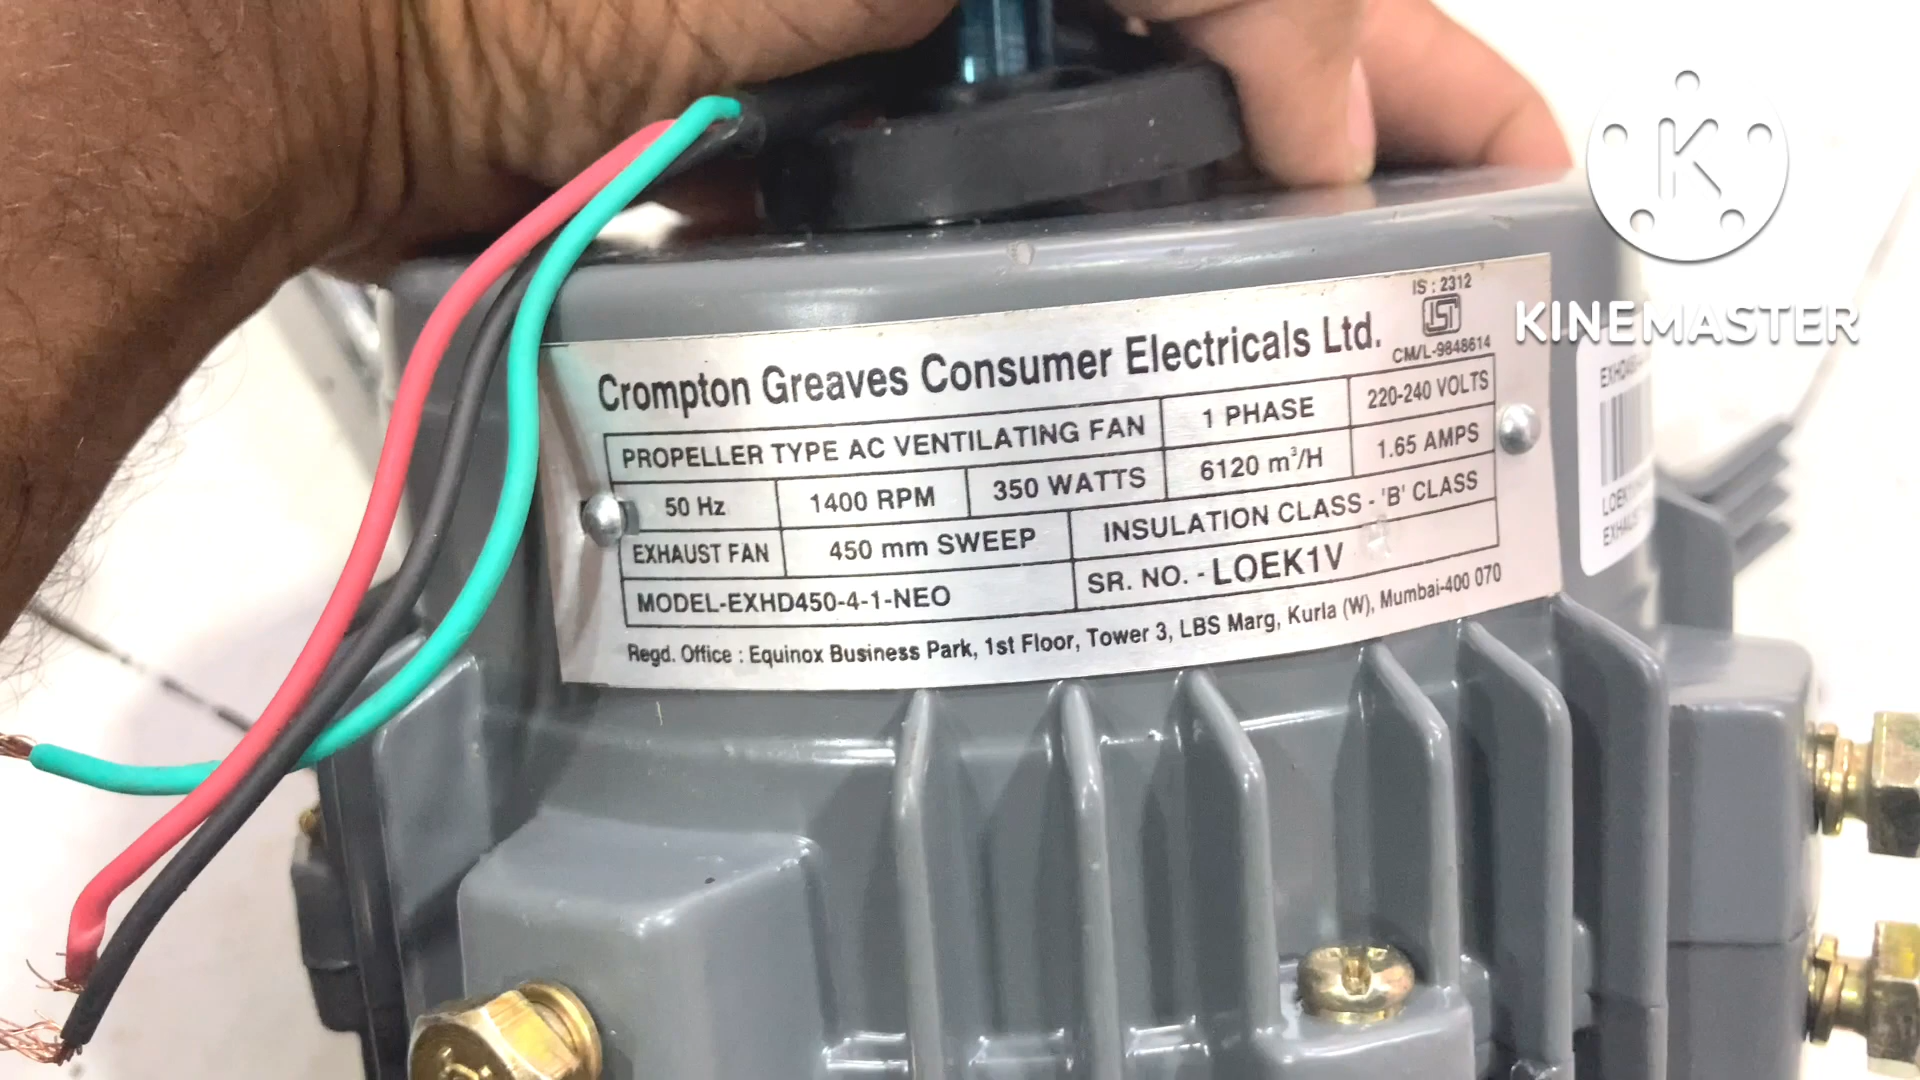 IS : 2312
ISI
CM/L-9848614
Crompton Greaves Consumer Electricals Ltd.
PROPELLER TYPE AC VENTILATING FAN 1 PHASE 220-240 VOLTS
50 Hz 1400 RPM 350 WATTS 6120 m³/H 1.65 AMPS
EXHAUST FAN 450 mm SWEEP INSULATION CLASS - 'B' CLASS
MODEL-EXHD450-4-1-NEO SR. NO. - LOEK1V
Regd. Office : Equinox Business Park, 1st Floor, Tower 3, LBS Marg, Kurla (W), Mumbai-400 070
K
KINEMASTER